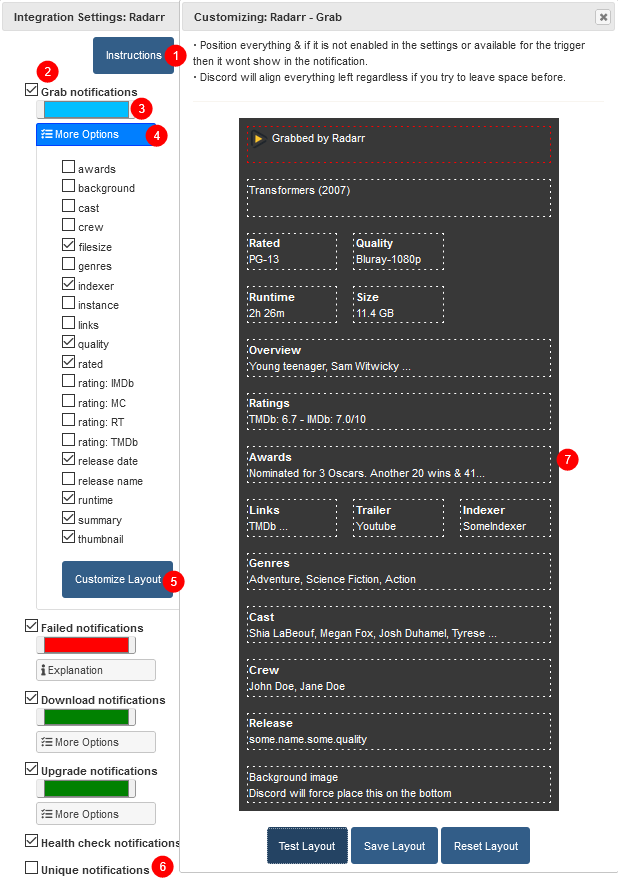 Integration Settings: Radarr
Instructions
1
2
Grab notifications
3
More Options
4
awards
background
cast
crew
filesize
genres
indexer
instance
links
quality
rated
rating: IMDb
rating: MC
rating: RT
rating: TMDb
release date
release name
runtime
summary
thumbnail
Customize Layout
5
Failed notifications
Explanation
Download notifications
More Options
Upgrade notifications
More Options
Health check notifications
Unique notifications
6
Customizing: Radarr - Grab
• Position everything & if it is not enabled in the settings or available for the trigger
then it wont show in the notification.
• Discord will align everything left regardless if you try to leave space before.
Grabbed by Radarr
Transformers (2007)
Rated
PG-13
Quality
Bluray-1080p
Runtime
2h 26m
Size
11.4 GB
Overview
Young teenager, Sam Witwicky ...
Ratings
TMDb: 6.7 - IMDb: 7.0/10
Awards
Nominated for 3 Oscars. Another 20 wins & 41...
7
Links
TMDb ...
Trailer
Youtube
Indexer
SomeIndexer
Genres
Adventure, Science Fiction, Action
Cast
Shia LaBeouf, Megan Fox, Josh Duhamel, Tyrese ...
Crew
John Doe, Jane Doe
Release
some.name.some.quality
Background image
Discord will force place this on the bottom
Test Layout
Save Layout
Reset Layout